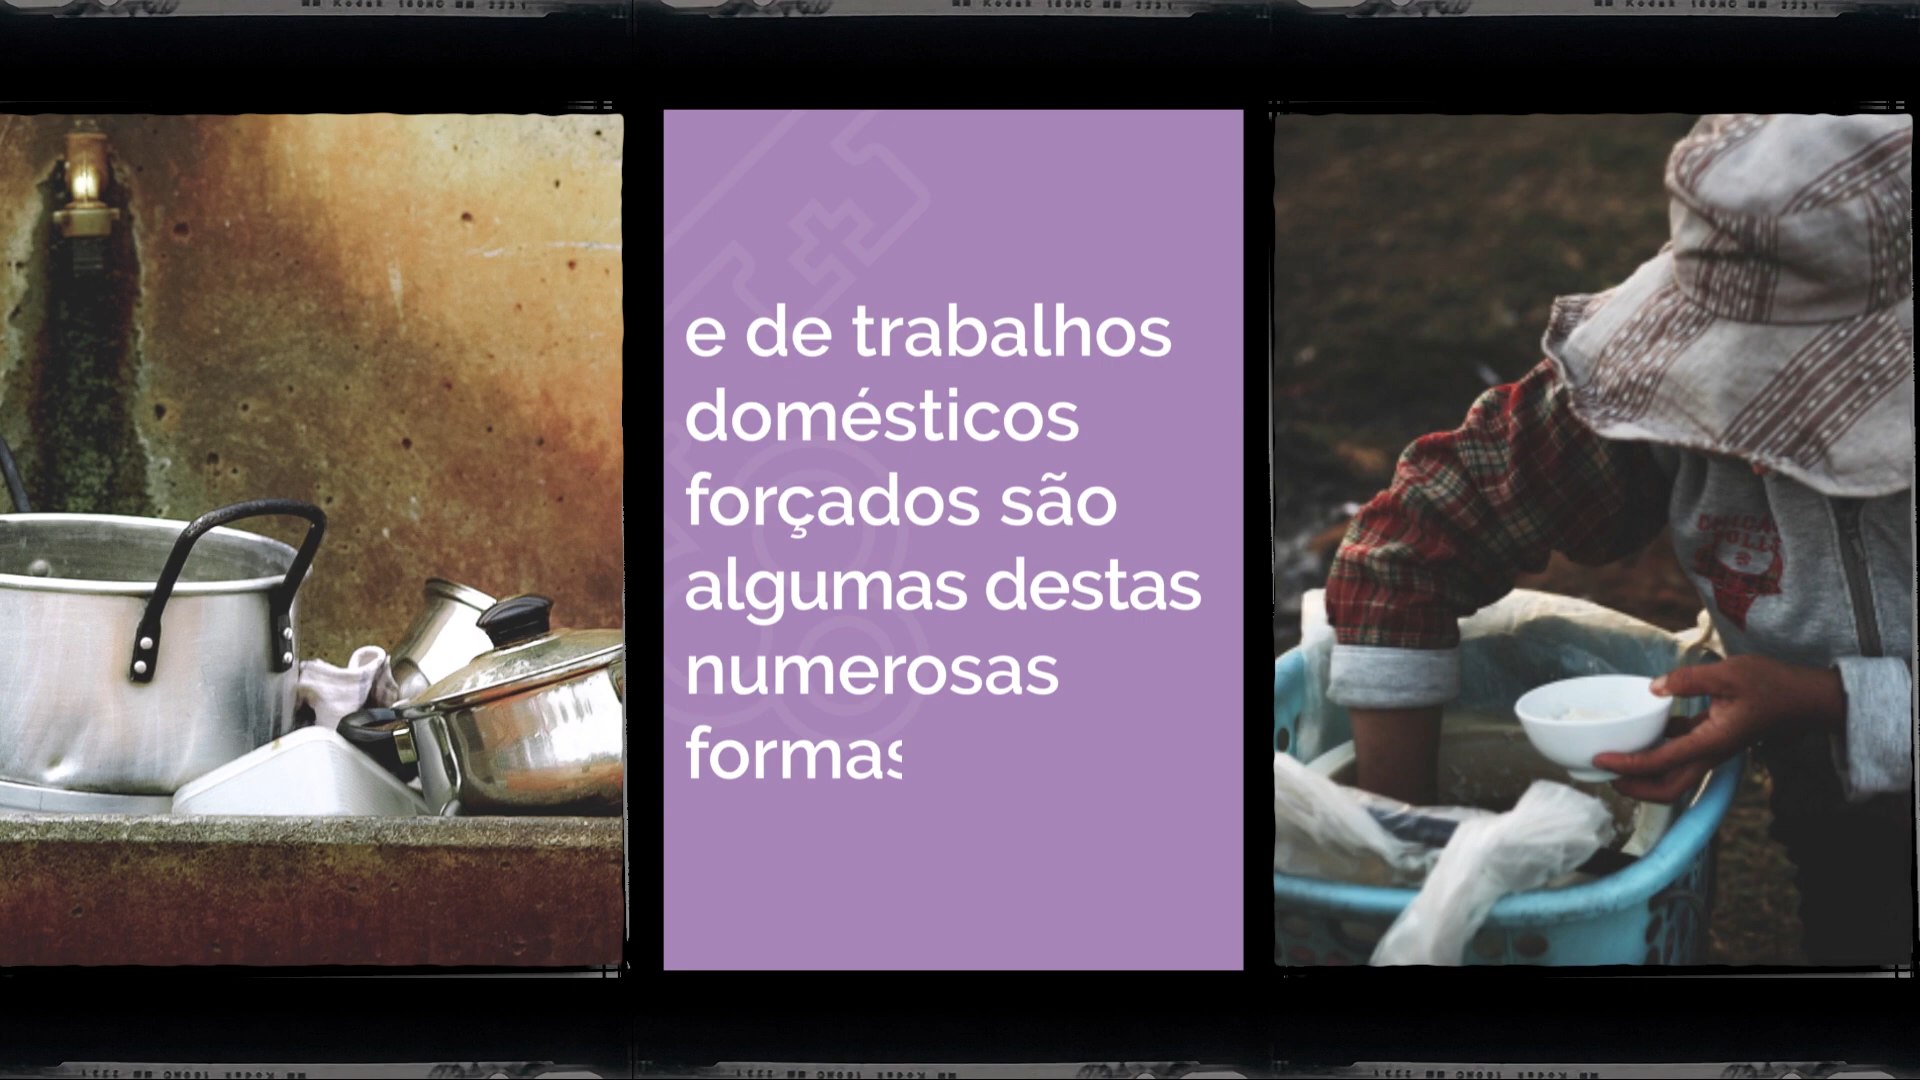 e de trabalhos
domésticos
forçados são
algumas destas
numerosas
formas